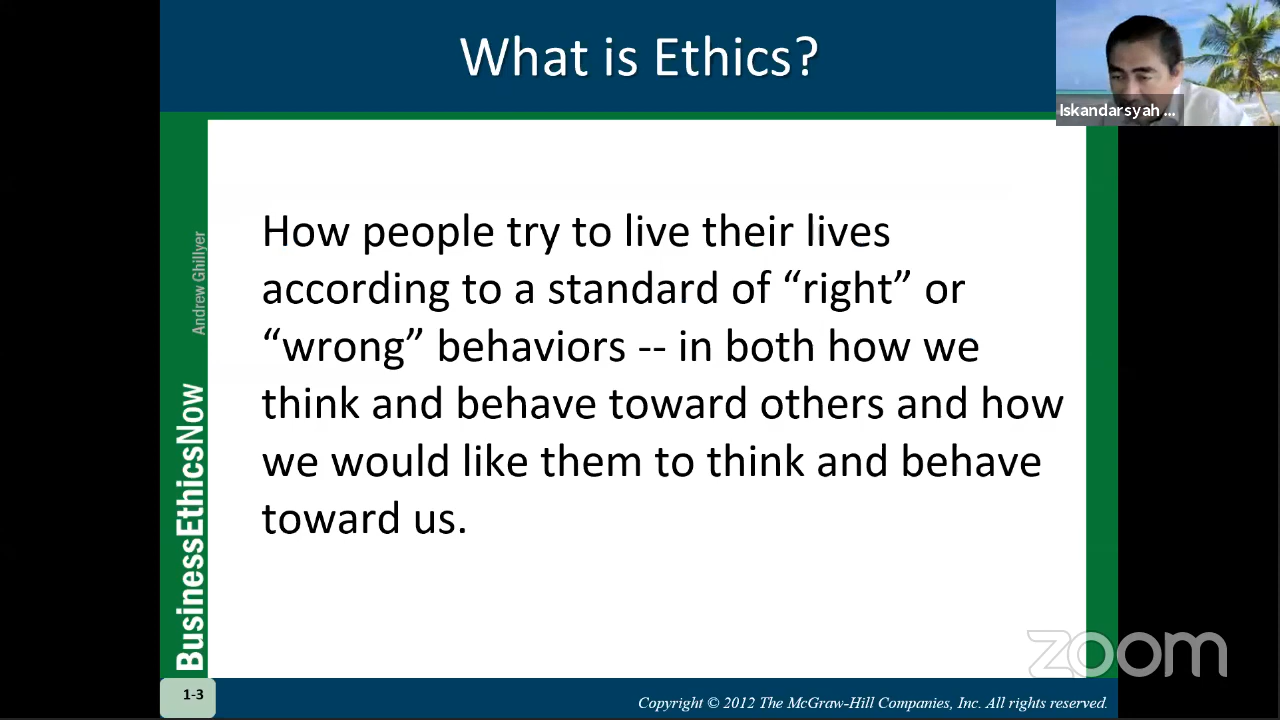 What is Ethics?
Iskandarsyah ...
How people try to live their lives
according to a standard of “right” or
“wrong” behaviors -- in both how we
think and behave toward others and how
we would like them to think and behave
toward us.
Andrew Ghillyer
BusinessEthicsNow
zoom
1-3
Copyright © 2012 The McGraw-Hill Companies, Inc. All rights reserved.